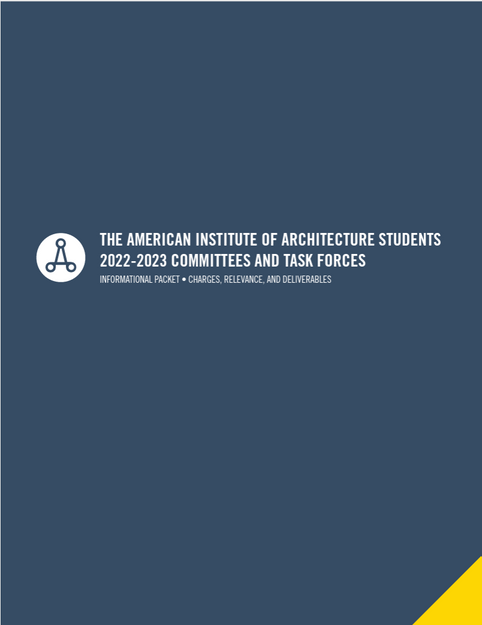 THE AMERICAN INSTITUTE OF ARCHITECTURE STUDENTS
2022-2023 COMMITTEES AND TASK FORCES
INFORMATIONAL PACKET • CHARGES, RELEVANCE, AND DELIVERABLES